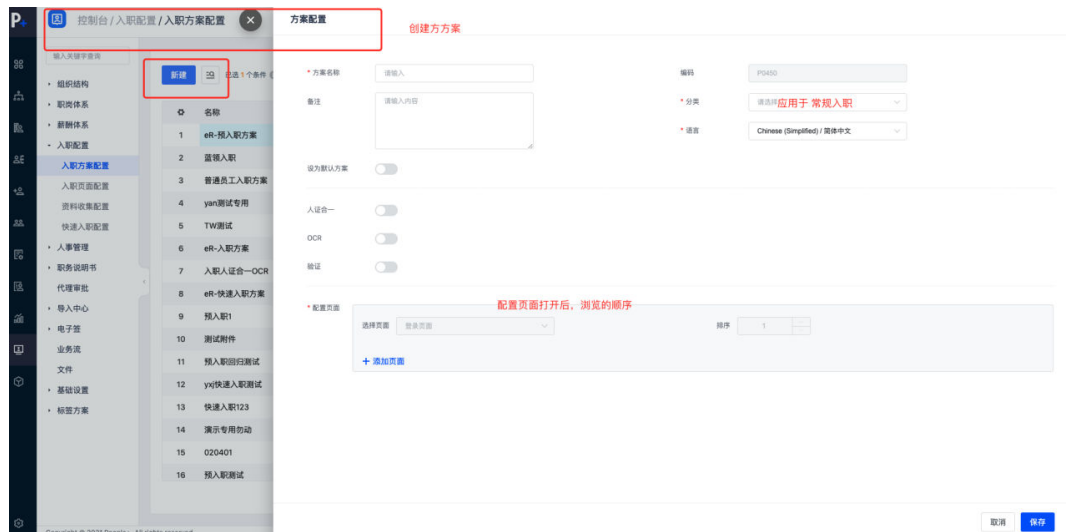 P+
控制台 / 入职配置 / 入职方案配置
方案配置
创建方方案
输入关键字查询
组织结构
职岗体系
薪酬体系
入职配置
入职方案配置
入职页面配置
资料收集配置
快速入职配置
人事管理
职务说明书
代理审批
导入中心
电子签
业务流
文件
基础设置
标签方案
新建
已选 1 个条件
名称
1 eR-预入职方案
2 蓝领入职
3 普通员工入职方案
4 yan测试专用
5 TW测试
6 eR-入职方案
7 入职人证合一OCR
8 eR-快速入职方案
9 预入职1
10 测试附件
11 预入职回归测试
12 yxj快速入职测试
13 快速入职123
14 演示专用勿动
15 020401
16 预入职测试
* 方案名称 请输入 编码 P0450
备注 请输入内容 * 分类 请选择 应用于 常规入职
* 语言 Chinese (Simplified) / 简体中文
设为默认方案
人证合一
OCR
验证
配置页面打开后，浏览的顺序
* 配置页面
选择页面 登录页面 排序 1
+ 添加页面
取消 保存